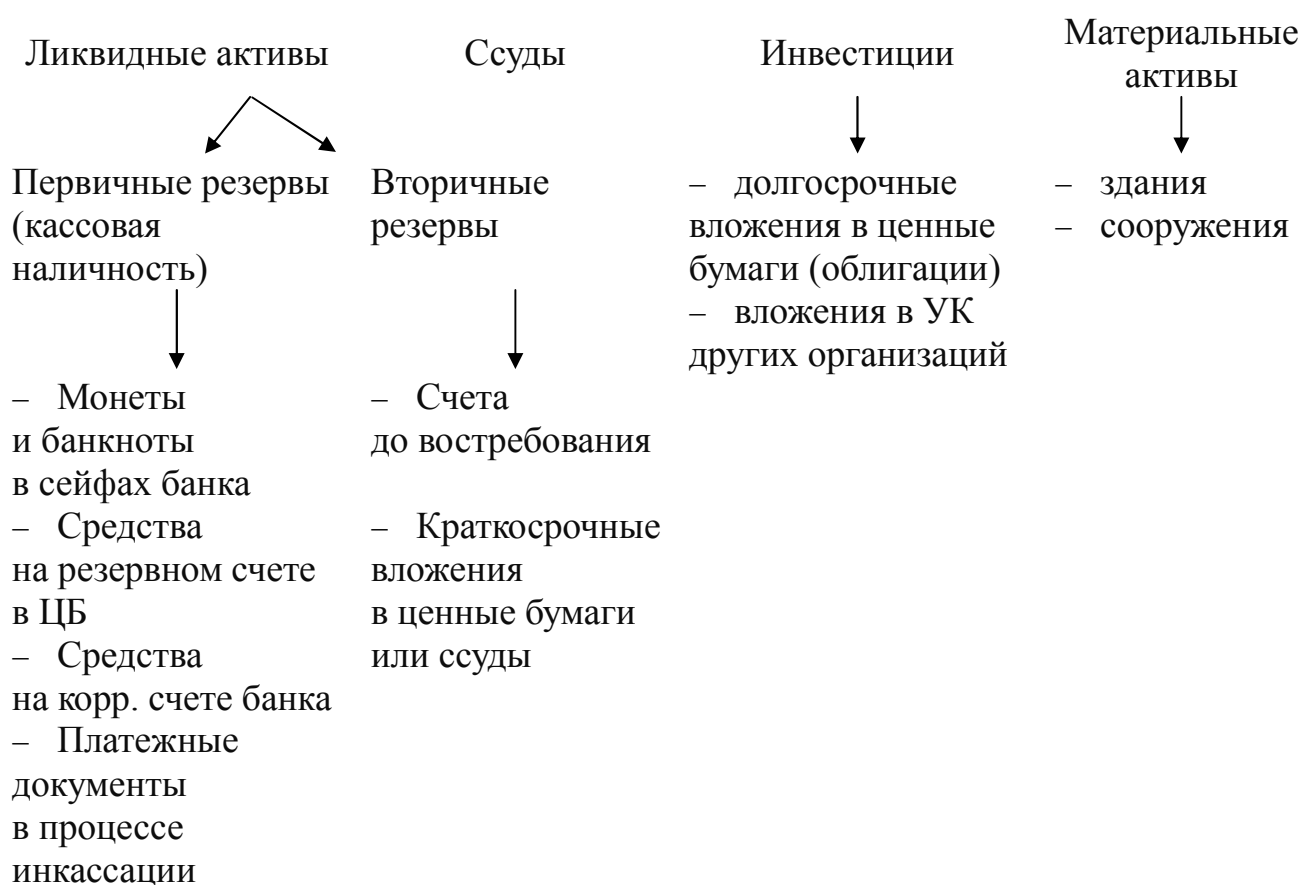 Ликвидные активы
Ссуды
Инвестиции
Материальные
активы
Первичные резервы
(кассовая
наличность)
Вторичные
резервы
– долгосрочные
вложения в ценные
бумаги (облигации)
– вложения в УК
других организаций
– здания
– сооружения
– Монеты
и банкноты
в сейфах банка
– Средства
на резервном счете
в ЦБ
– Средства
на корр. счете банка
– Платежные
документы
в процессе
инкассации
– Счета
до востребования
– Краткосрочные
вложения
в ценные бумаги
или ссуды